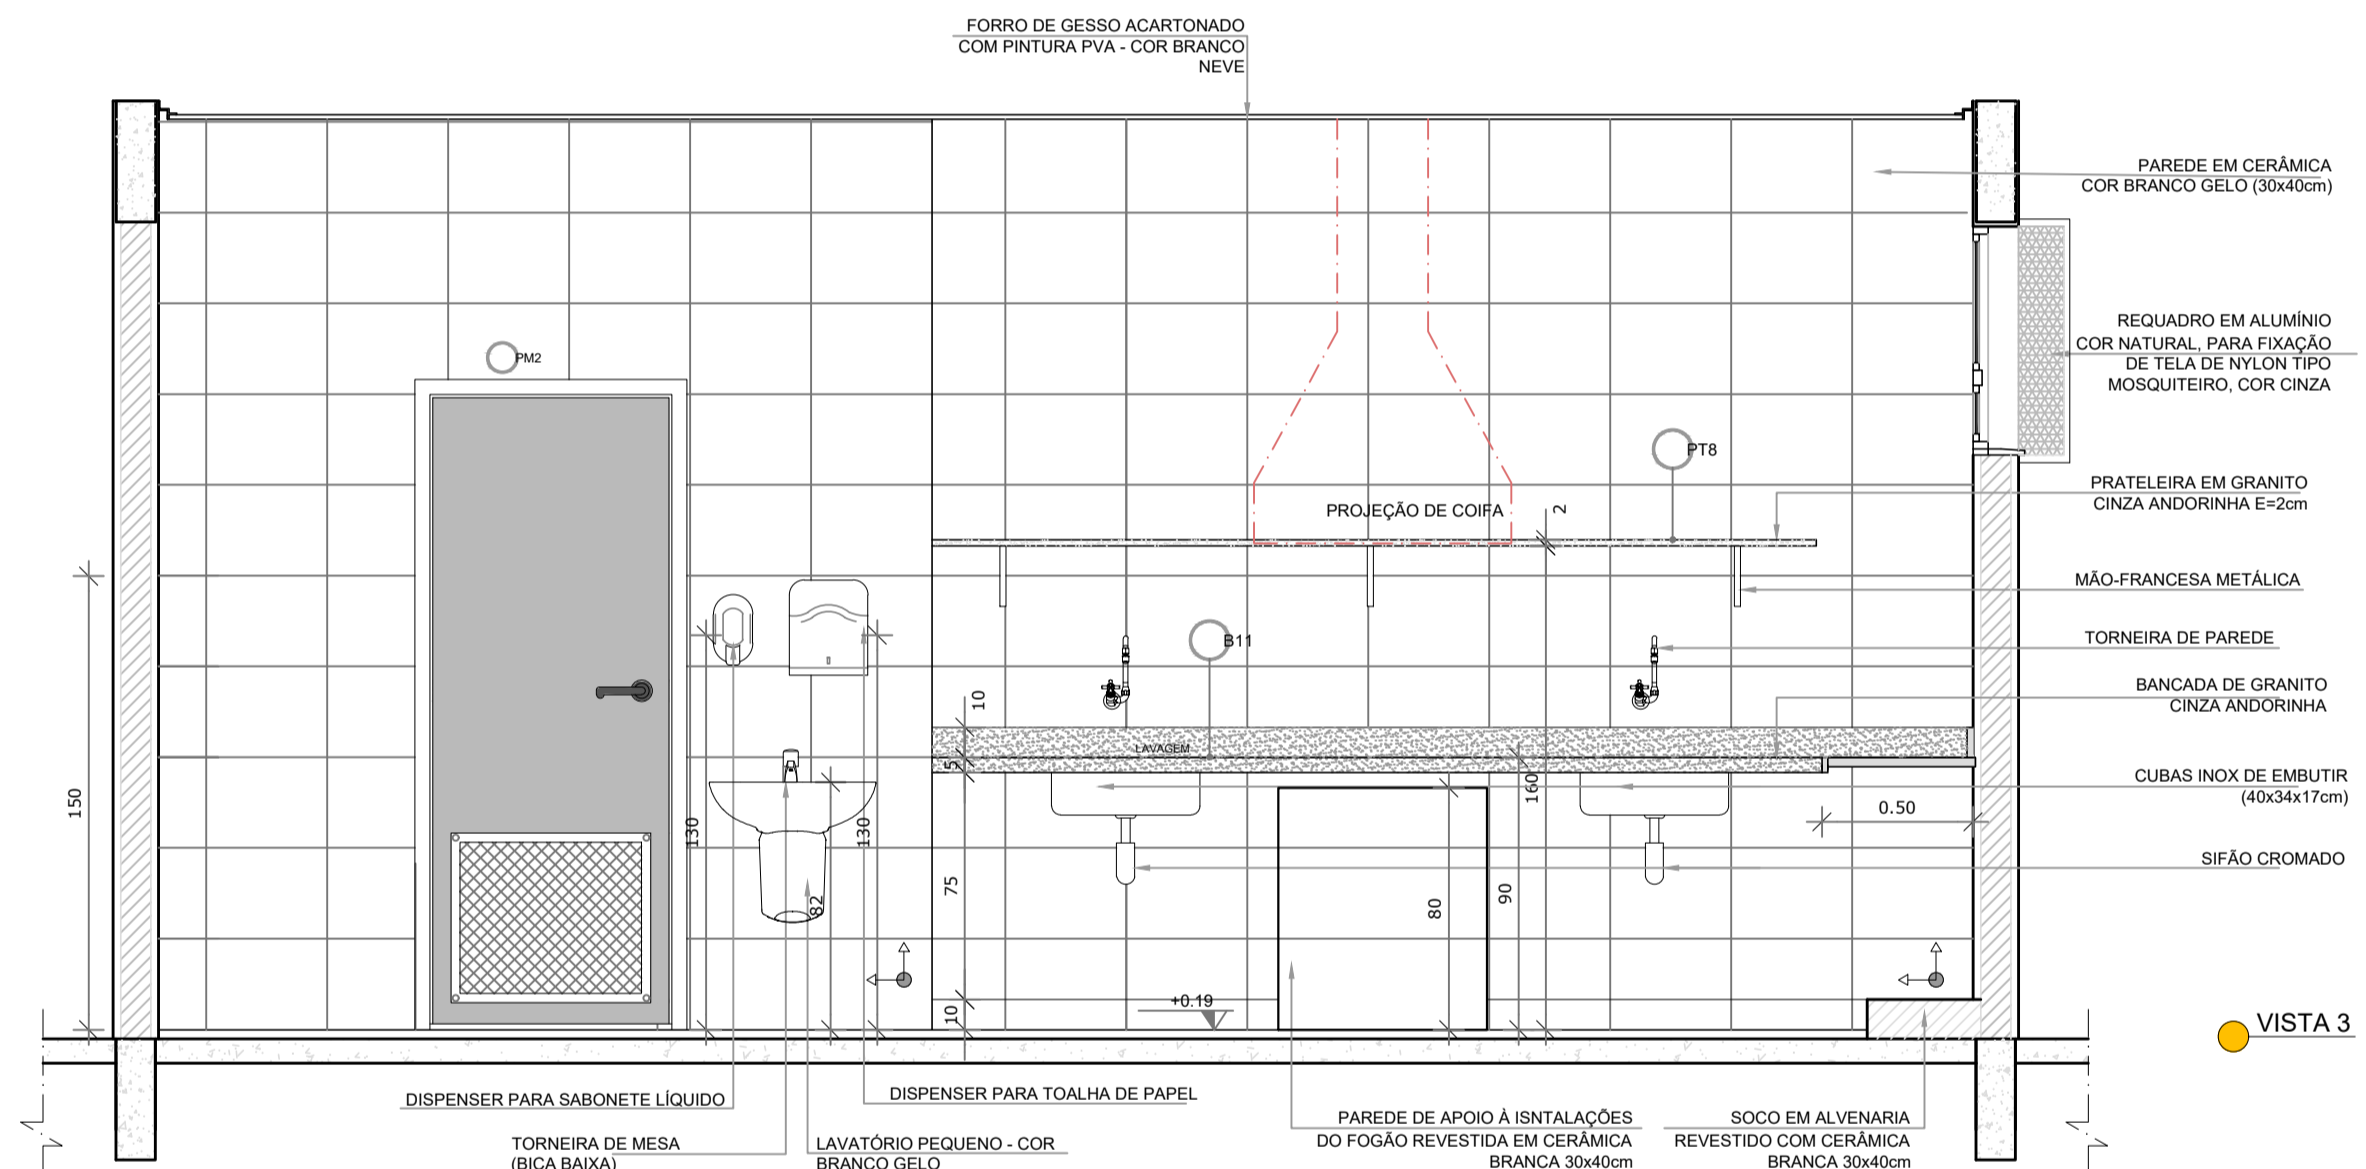 FORRO DE GESSO ACARTONADO
COM PINTURA PVA - COR BRANCO
NEVE
PAREDE EM CERÂMICA
COR BRANCO GELO (30x40cm)
REQUADRO EM ALUMÍNIO
COR NATURAL, PARA FIXAÇÃO
DE TELA DE NYLON TIPO
MOSQUITEIRO, COR CINZA
PM2
PT8
PRATELEIRA EM GRANITO
CINZA ANDORINHA E=2cm
PROJEÇÃO DE COIFA
2
MÃO-FRANCESA METÁLICA
B11
TORNEIRA DE PAREDE
BANCADA DE GRANITO
CINZA ANDORINHA
10
LAVAGEM
5
CUBAS INOX DE EMBUTIR
(40x34x17cm)
150
130
130
160
0.50
SIFÃO CROMADO
75
82
80
90
10
+0.19
VISTA 3
DISPENSER PARA SABONETE LÍQUIDO
DISPENSER PARA TOALHA DE PAPEL
TORNEIRA DE MESA
(BICA BAIXA)
LAVATÓRIO PEQUENO - COR
BRANCO GELO
PAREDE DE APOIO À ISNTALAÇÕES
DO FOGÃO REVESTIDA EM CERÂMICA
BRANCA 30x40cm
SOCO EM ALVENARIA
REVESTIDO COM CERÂMICA
BRANCA 30x40cm